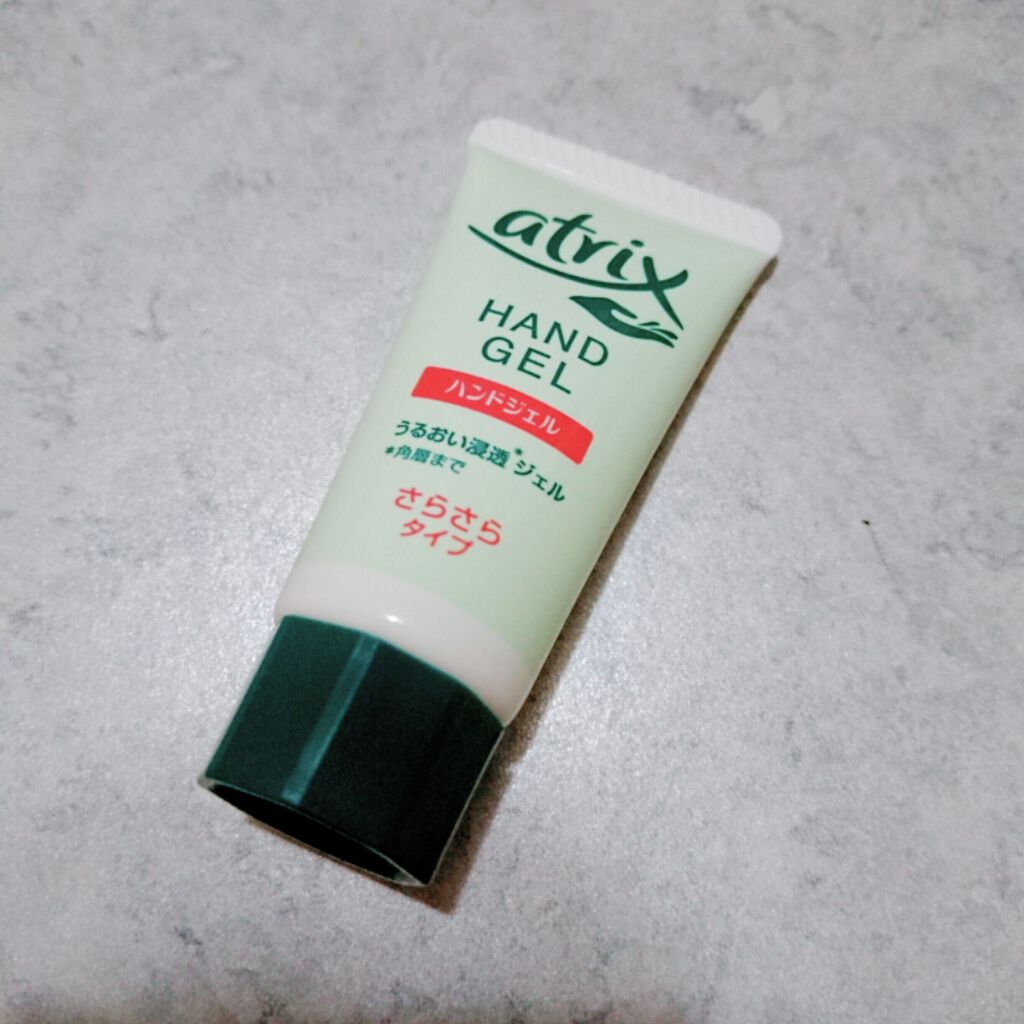 atrix
HAND
GEL
ハンドジェル
うるおい浸透*ジェル
*角層まで
さらさら
タイプ